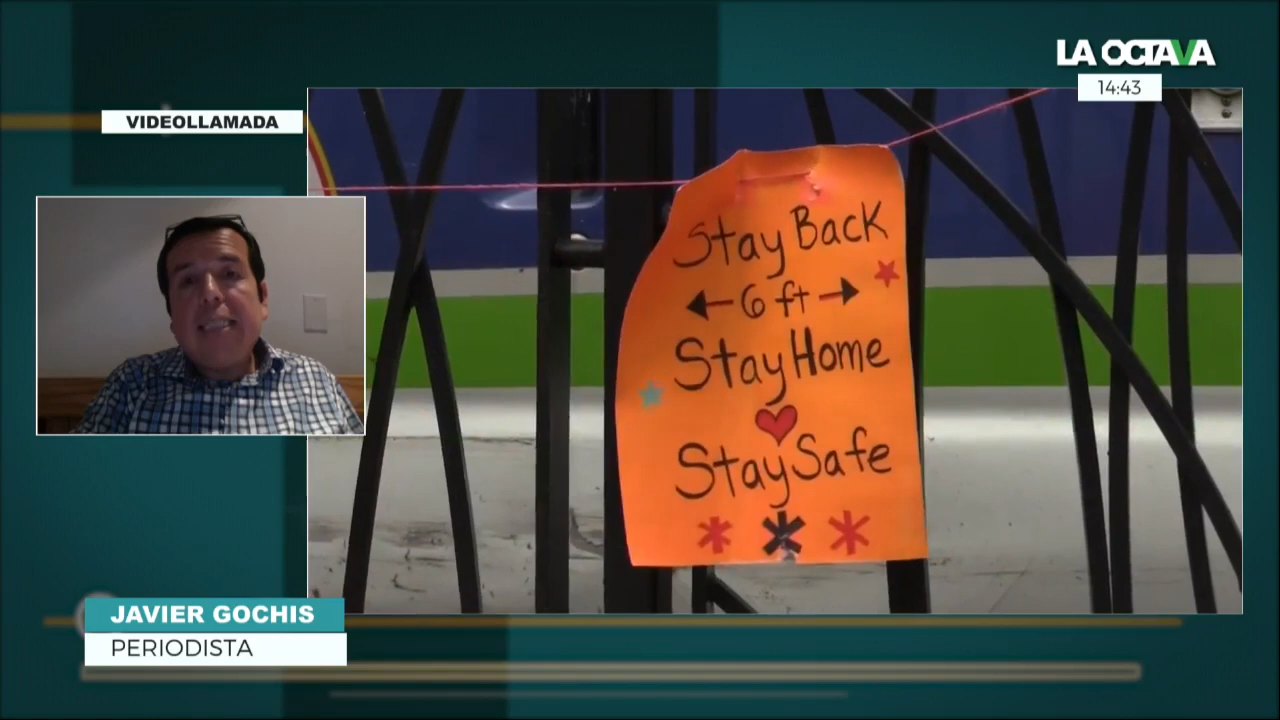 LA OCTAVA
14:43
VIDEOLLAMADA
Stay Back
6 ft
Stay Home
Stay Safe
JAVIER GOCHIS
PERIODISTA